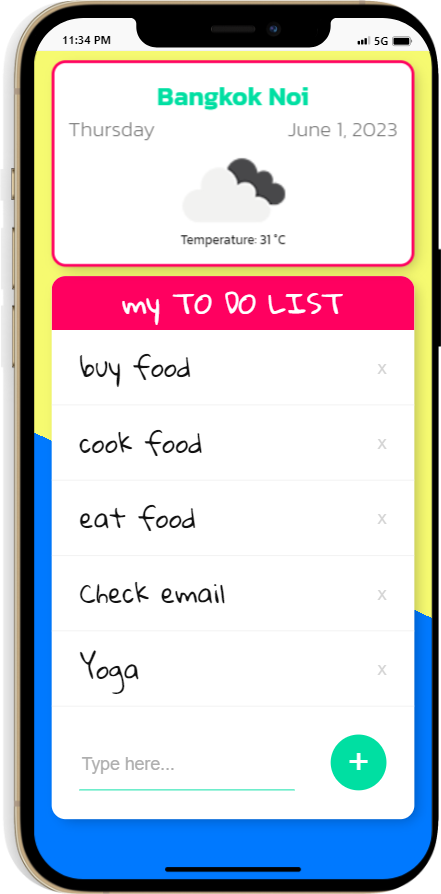 11:34 PM 5G
Bangkok Noi
Thursday June 1, 2023
Temperature: 31 °C
my TO DO LIST
buy food x
cook food x
eat food x
Check email x
Yoga x
Type here... +